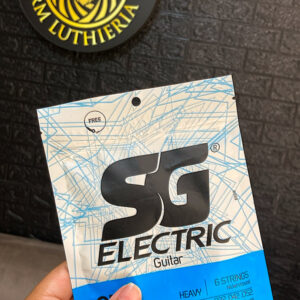 RM LUTHIERIA
FREE
SG®
ELECTRIC
Guitar
HEAVY
6 STRINGS